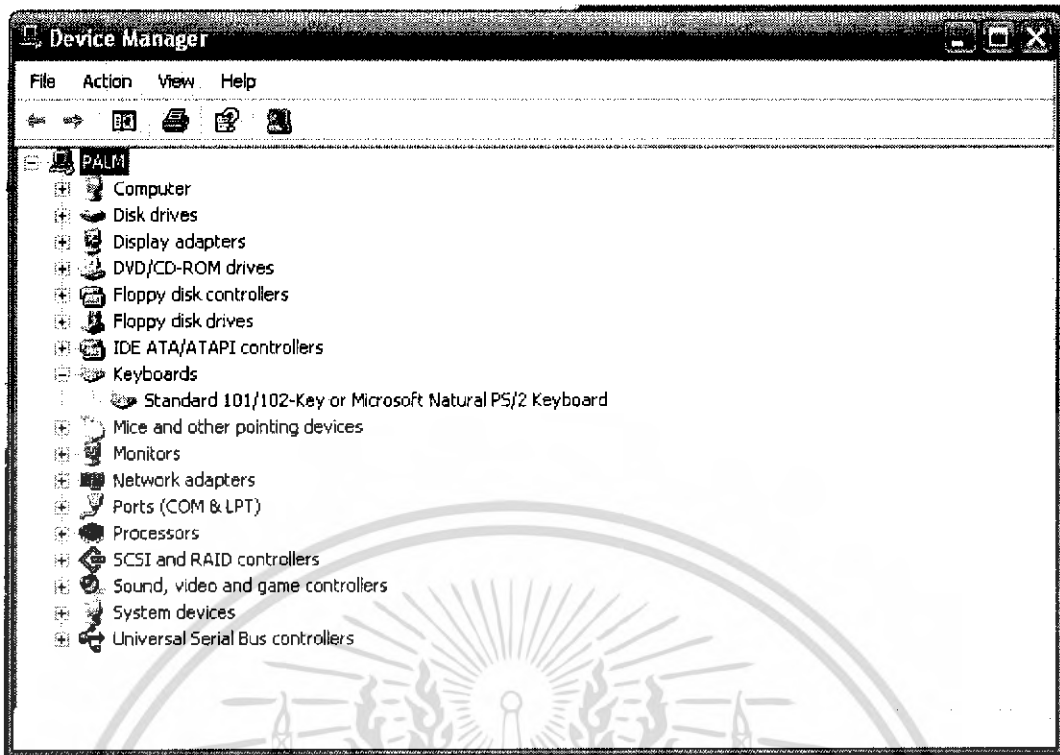 Device Manager
File Action View Help
PALM
Computer
Disk drives
Display adapters
DVD/CD-ROM drives
Floppy disk controllers
Floppy disk drives
IDE ATA/ATAPI controllers
Keyboards
Standard 101/102-Key or Microsoft Natural PS/2 Keyboard
Mice and other pointing devices
Monitors
Network adapters
Ports (COM & LPT)
Processors
SCSI and RAID controllers
Sound, video and game controllers
System devices
Universal Serial Bus controllers